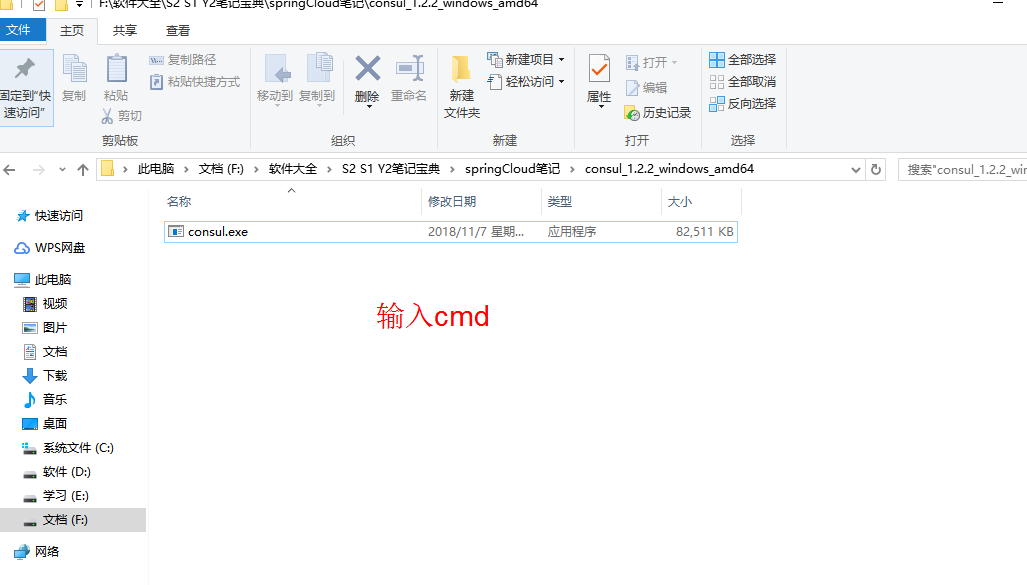 F:\软件大全\S2 S1 Y2笔记宝典\springCloud笔记\consul_1.2.2_windows_amd64
文件 主页 共享 查看
固定到“快速访问”
复制
粘贴
复制路径
粘贴快捷方式
剪切
剪贴板
移动到
复制到
删除
重命名
组织
新建
文件夹
新建项目
轻松访问
新建
属性
打开
编辑
历史记录
打开
全部选择
全部取消
反向选择
选择
此电脑 文档 (F:) 软件大全 S2 S1 Y2笔记宝典 springCloud笔记 consul_1.2.2_windows_amd64
搜索"consul_1.2.2_wir
名称 修改日期 类型 大小
consul.exe 2018/11/7 星期... 应用程序 82,511 KB
输入cmd
快速访问
WPS网盘
此电脑
视频
图片
文档
下载
音乐
桌面
系统文件 (C:)
软件 (D:)
学习 (E:)
文档 (F:)
网络